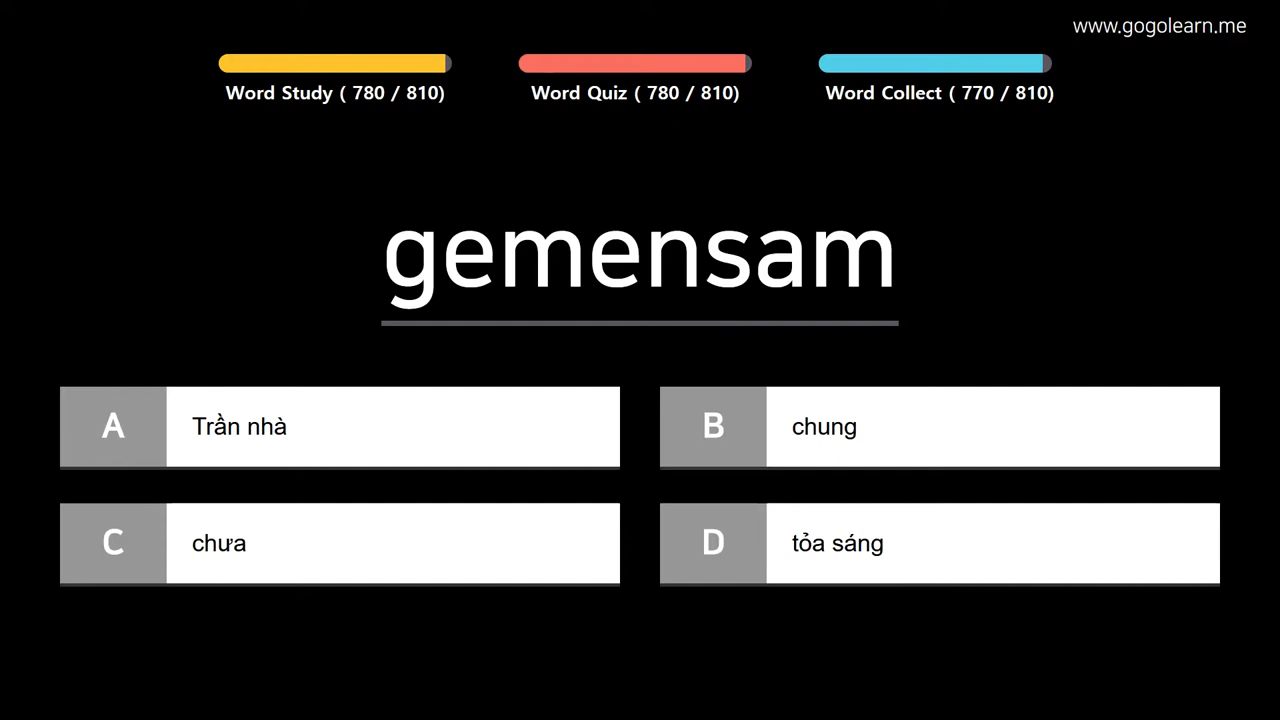 www.gogolearn.me
Word Study ( 780 / 810)
Word Quiz ( 780 / 810)
Word Collect ( 770 / 810)
gemensam
A Trần nhà
B chung
C chưa
D tỏa sáng